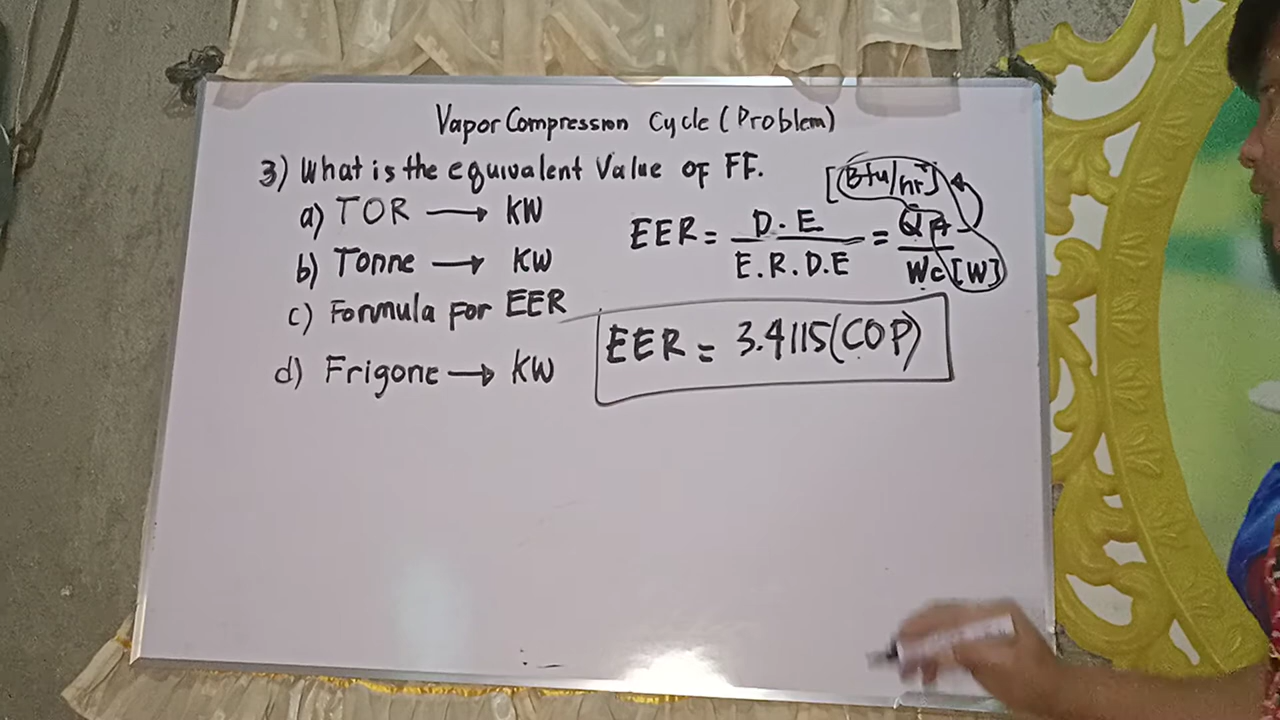 Vapor Compression Cycle (Problem)
3) What is the equivalent Value of FF.
a) TOR → KW
b) Tonne → KW
c) Formula for EER
d) Frigone → KW
[(Btu/hr)]
EER = D.E / E.R.D.E = QA / Wc [W]
EER = 3.4115(COP)